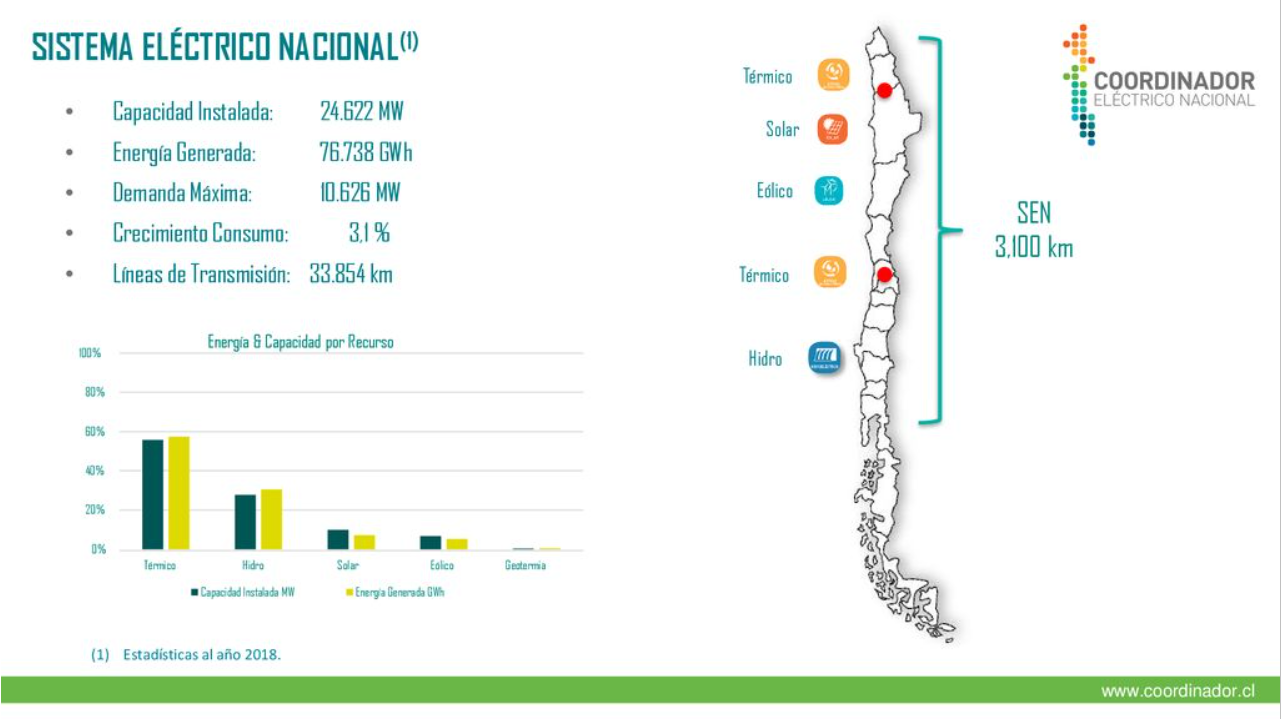 SISTEMA ELÉCTRICO NACIONAL(1)
• Capacidad Instalada: 24.622 MW
• Energía Generada: 76.738 GWh
• Demanda Máxima: 10.626 MW
• Crecimiento Consumo: 3,1 %
• Líneas de Transmisión: 33.854 km
Energía & Capacidad por Recurso
100%
80%
60%
40%
20%
0%
Térmico Hidro Solar Eólico Geotermia
Capacidad Instalada MW Energía Generada GWh
(1) Estadísticas al año 2018.
Térmico
Solar
Eólico
Térmico
Hidro
SEN
3,100 km
COORDINADOR
ELÉCTRICO NACIONAL
www.coordinador.cl